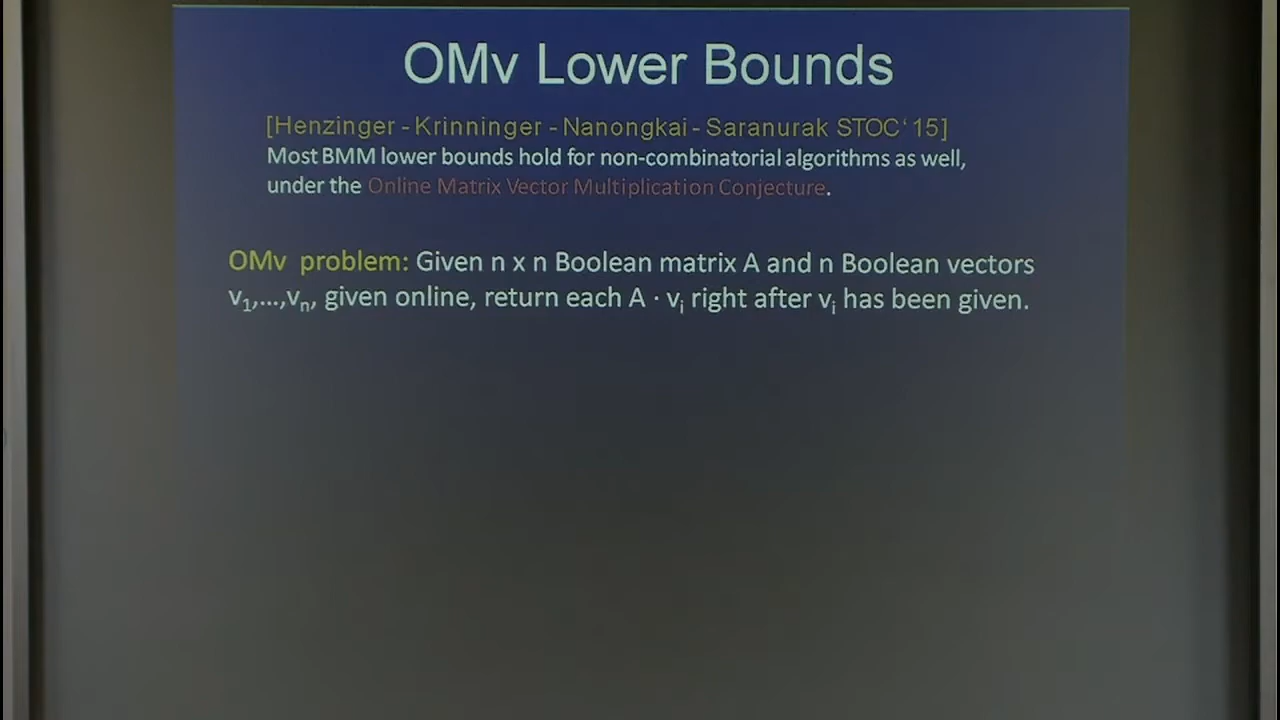 OMv Lower Bounds
[Henzinger - Krinninger - Nanongkai - Saranurak STOC‘15]
Most BMM lower bounds hold for non-combinatorial algorithms as well,
under the Online Matrix Vector Multiplication Conjecture.
OMv problem: Given n x n Boolean matrix A and n Boolean vectors
v1,...,vn, given online, return each A · vi right after vi has been given.